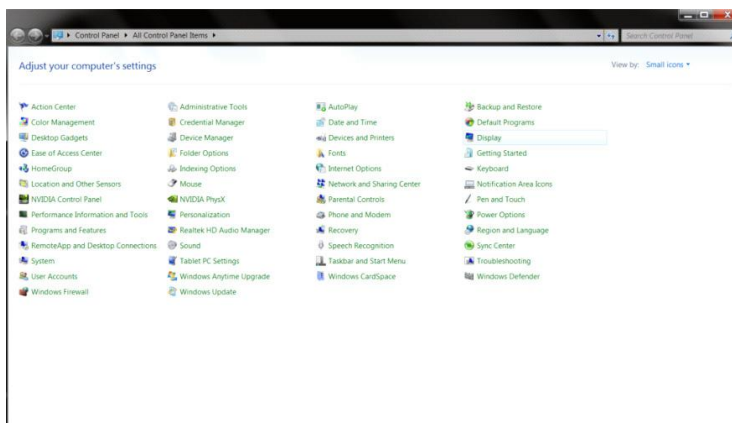 Control Panel ▸ All Control Panel Items ▸ Search Control Panel
Adjust your computer's settings View by: Small icons
Action Center Administrative Tools AutoPlay Backup and Restore
Color Management Credential Manager Date and Time Default Programs
Desktop Gadgets Device Manager Devices and Printers Display
Ease of Access Center Folder Options Fonts Getting Started
HomeGroup Indexing Options Internet Options Keyboard
Location and Other Sensors Mouse Network and Sharing Center Notification Area Icons
NVIDIA Control Panel NVIDIA PhysX Parental Controls Pen and Touch
Performance Information and Tools Personalization Phone and Modem Power Options
Programs and Features Realtek HD Audio Manager Recovery Region and Language
RemoteApp and Desktop Connections Sound Speech Recognition Sync Center
System Tablet PC Settings Taskbar and Start Menu Troubleshooting
User Accounts Windows Anytime Upgrade Windows CardSpace Windows Defender
Windows Firewall Windows Update